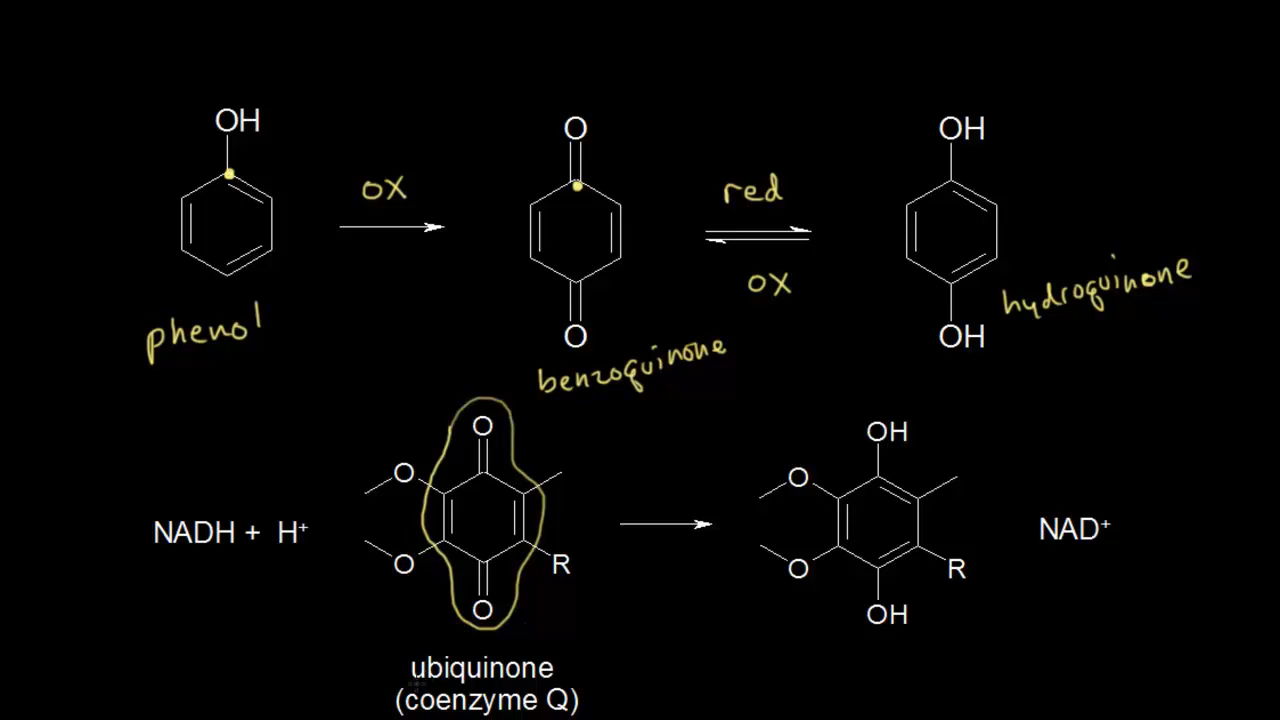 OH
OX
phenol
O
O
benzoquinone
red
OX
OH
OH
hydroquinone
NADH + H⁺
O
O
O
O
R
ubiquinone
(coenzyme Q)
OH
O
O
R
OH
NAD⁺